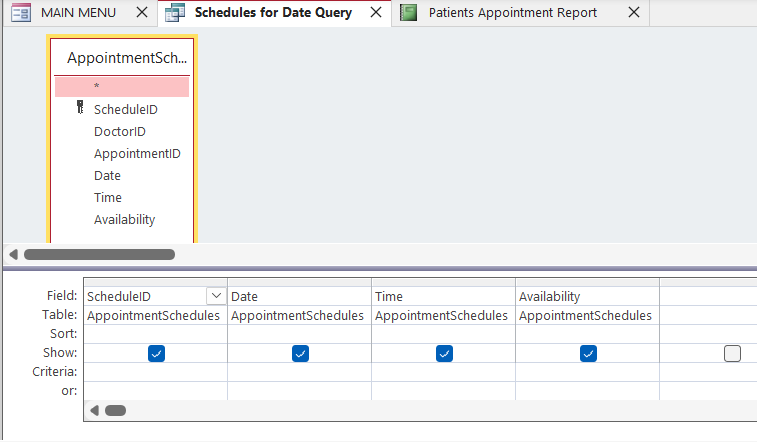 MAIN MENU Schedules for Date Query Patients Appointment Report
AppointmentSch...
*
ScheduleID
DoctorID
AppointmentID
Date
Time
Availability
Field: ScheduleID Date Time Availability
Table: AppointmentSchedules AppointmentSchedules AppointmentSchedules AppointmentSchedules
Sort:
Show:
Criteria:
or: